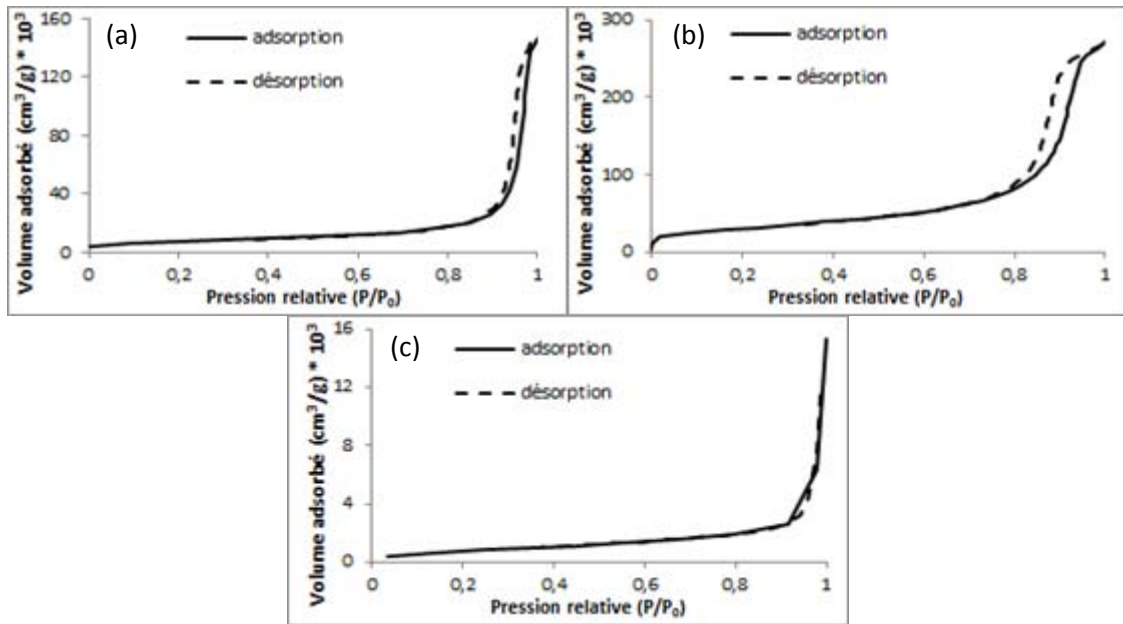 (a)
adsorption
désorption
Volume adsorbé (cm³/g) * 10³
160
120
80
40
0
0
0,2
0,4
0,6
0,8
1
Pression relative (P/P₀)
(b)
adsorption
désorption
Volume adsorbé (cm³/g) * 10³
300
200
100
0
0
0,2
0,4
0,6
0,8
1
Pression relative (P/P₀)
(c)
adsorption
désorption
Volume adsorbé (cm³/g) * 10³
16
12
8
4
0
0
0,2
0,4
0,6
0,8
1
Pression relative (P/P₀)